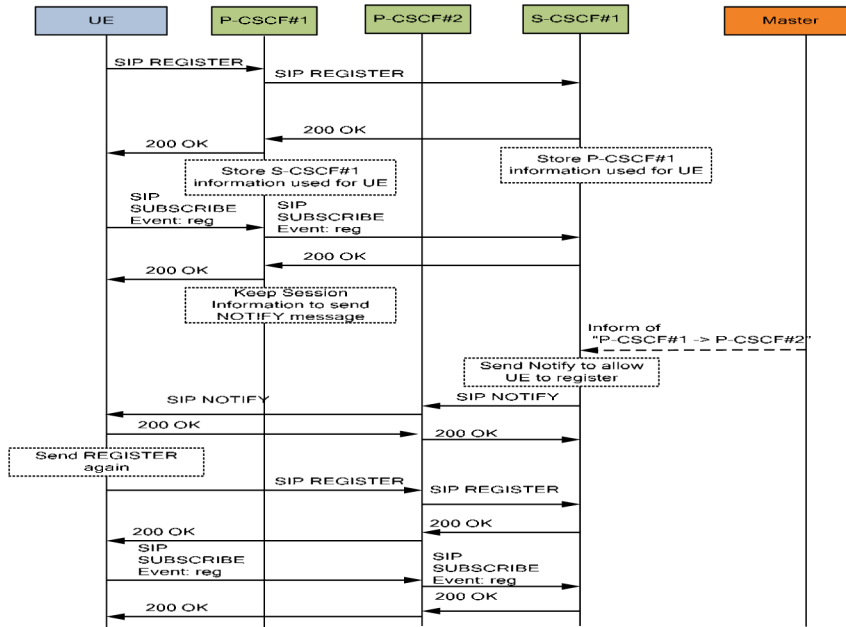 UE
P-CSCF#1
P-CSCF#2
S-CSCF#1
Master
SIP REGISTER
SIP REGISTER
200 OK
200 OK
Store S-CSCF#1
information used for UE
Store P-CSCF#1
information used for UE
SIP
SUBSCRIBE
Event: reg
SIP
SUBSCRIBE
Event: reg
200 OK
200 OK
Keep Session
Information to send
NOTIFY message
Inform of
"P-CSCF#1 -> P-CSCF#2"
Send Notify to allow
UE to register
SIP NOTIFY
SIP NOTIFY
200 OK
200 OK
Send REGISTER
again
SIP REGISTER
SIP REGISTER
200 OK
200 OK
SIP
SUBSCRIBE
Event: reg
SIP
SUBSCRIBE
Event: reg
200 OK
200 OK